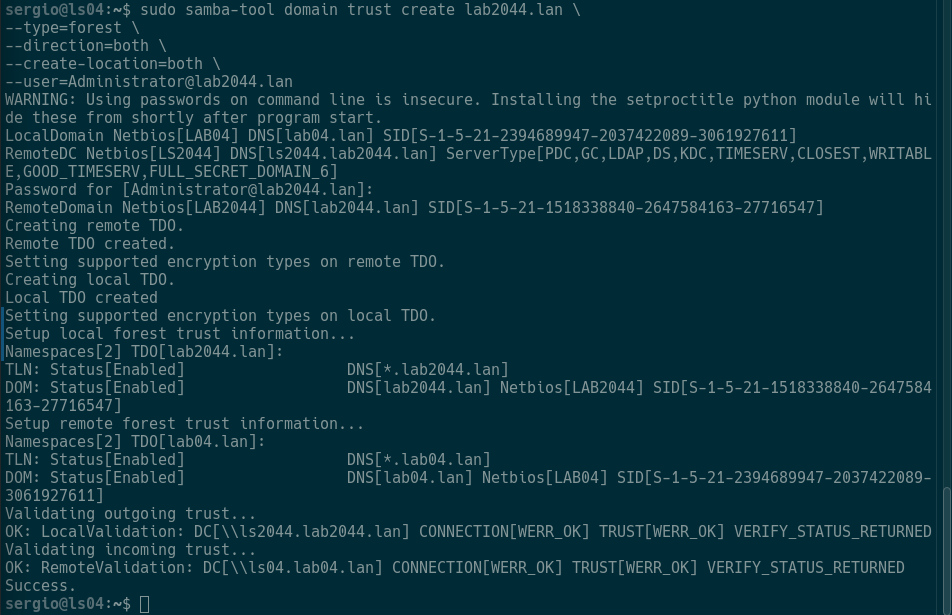 sergio@ls04:~$ sudo samba-tool domain trust create lab2044.lan \
--type=forest \
--direction=both \
--create-location=both \
--user=Administrator@lab2044.lan
WARNING: Using passwords on command line is insecure. Installing the setproctitle python module will hi
de these from shortly after program start.
LocalDomain Netbios[LAB04] DNS[lab04.lan] SID[S-1-5-21-2394689947-2037422089-3061927611]
RemoteDC Netbios[LS2044] DNS[ls2044.lab2044.lan] ServerType[PDC,GC,LDAP,DS,KDC,TIMESERV,CLOSEST,WRITABL
E,GOOD_TIMESERV,FULL_SECRET_DOMAIN_6]
Password for [Administrator@lab2044.lan]:
RemoteDomain Netbios[LAB2044] DNS[lab2044.lan] SID[S-1-5-21-1518338840-2647584163-27716547]
Creating remote TDO.
Remote TDO created.
Setting supported encryption types on remote TDO.
Creating local TDO.
Local TDO created
Setting supported encryption types on local TDO.
Setup local forest trust information...
Namespaces[2] TDO[lab2044.lan]:
TLN: Status[Enabled]                  DNS[*.lab2044.lan]
DOM: Status[Enabled]                  DNS[lab2044.lan] Netbios[LAB2044] SID[S-1-5-21-1518338840-2647584
163-27716547]
Setup remote forest trust information...
Namespaces[2] TDO[lab04.lan]:
TLN: Status[Enabled]                  DNS[*.lab04.lan]
DOM: Status[Enabled]                  DNS[lab04.lan] Netbios[LAB04] SID[S-1-5-21-2394689947-2037422089-
3061927611]
Validating outgoing trust...
OK: LocalValidation: DC[\\ls2044.lab2044.lan] CONNECTION[WERR_OK] TRUST[WERR_OK] VERIFY_STATUS_RETURNED
Validating incoming trust...
OK: RemoteValidation: DC[\\ls04.lab04.lan] CONNECTION[WERR_OK] TRUST[WERR_OK] VERIFY_STATUS_RETURNED
Success.
sergio@ls04:~$